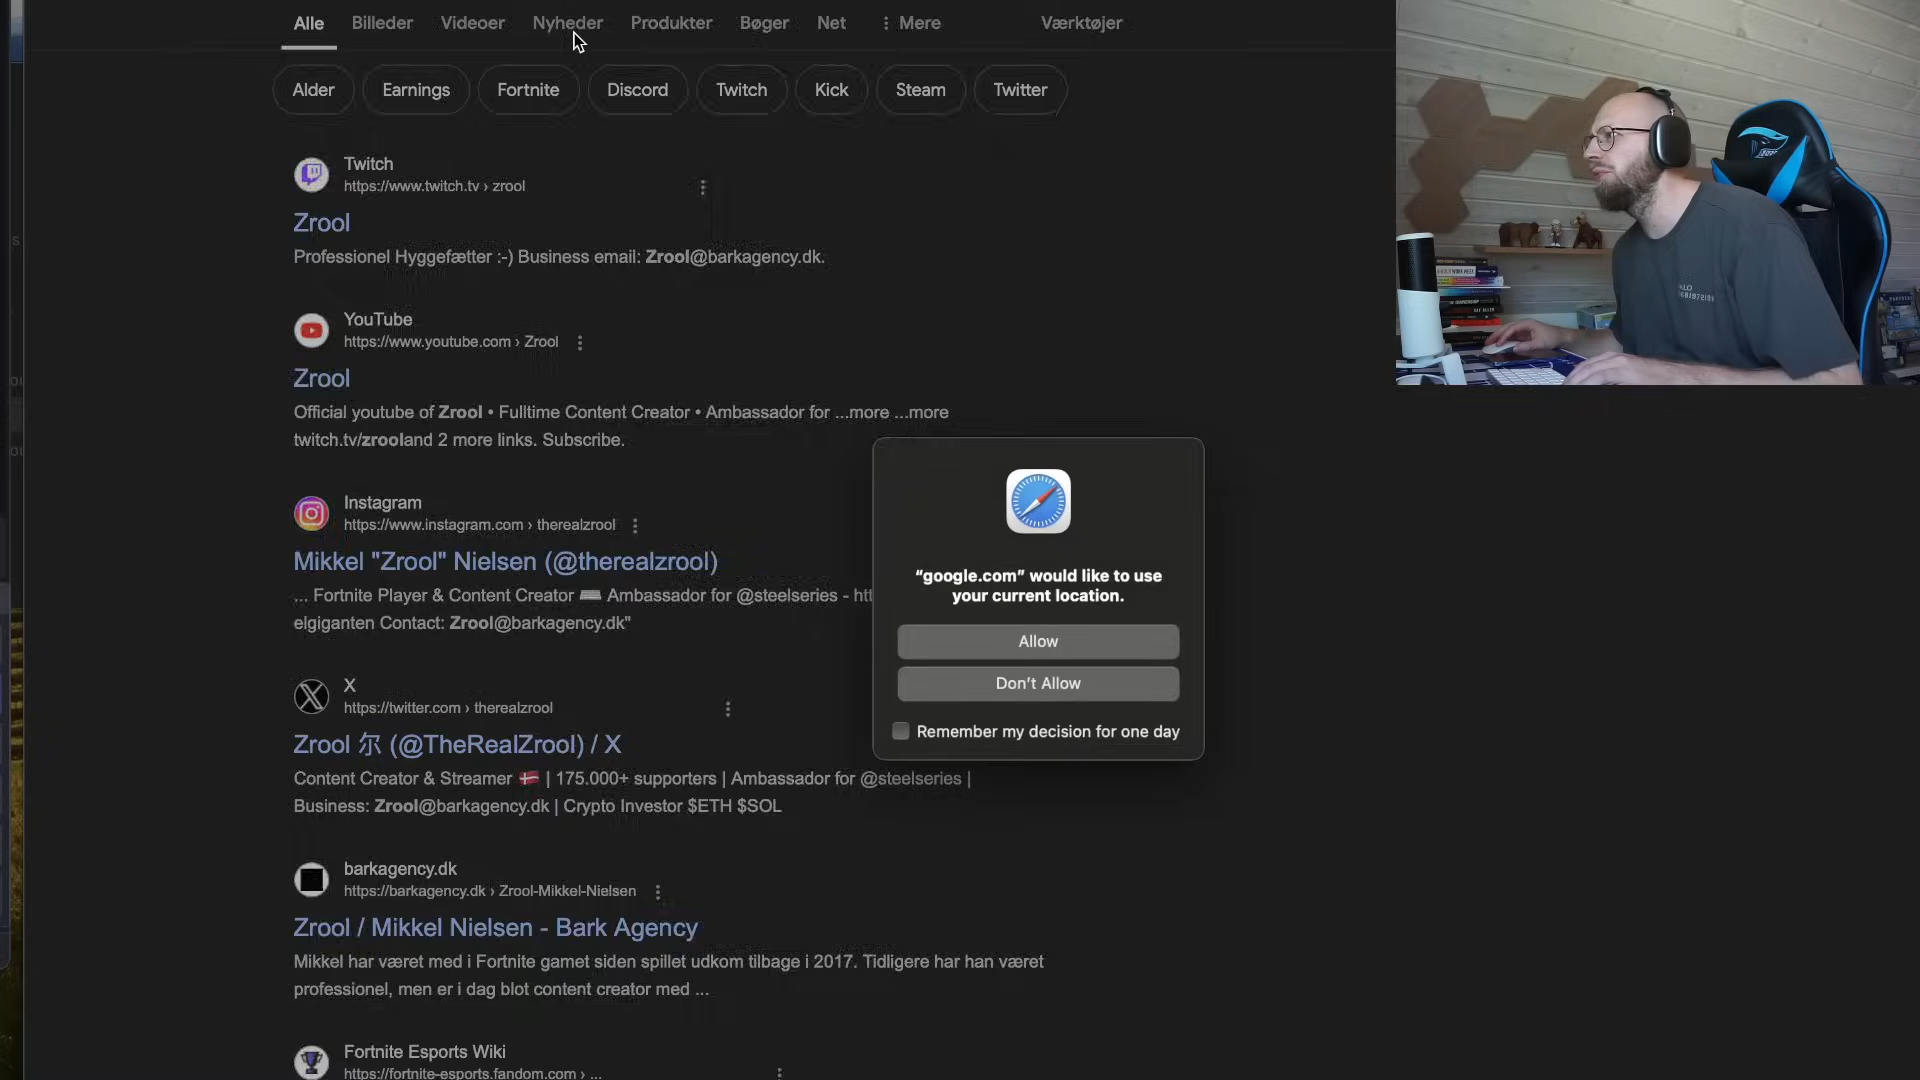 Alle Billeder Videoer Nyheder Produkter Bøger Net Mere Værktøjer
Alder Earnings Fortnite Discord Twitch Kick Steam Twitter
Twitch
https://www.twitch.tv › zrool
Zrool
Professionel Hyggefætter :-) Business email: Zrool@barkagency.dk.
YouTube
https://www.youtube.com › Zrool
Zrool
Official youtube of Zrool • Fulltime Content Creator • Ambassador for ...more ...more
twitch.tv/zrooland 2 more links. Subscribe.
Instagram
https://www.instagram.com › therealzrool
Mikkel "Zrool" Nielsen (@therealzrool)
... Fortnite Player & Content Creator ⌨ Ambassador for @steelseries - htt
elgiganten Contact: Zrool@barkagency.dk"
X
https://twitter.com › therealzrool
Zrool 尔 (@TheRealZrool) / X
Content Creator & Streamer 🇩🇰 | 175.000+ supporters | Ambassador for @steelseries |
Business: Zrool@barkagency.dk | Crypto Investor $ETH $SOL
barkagency.dk
https://barkagency.dk › Zrool-Mikkel-Nielsen
Zrool / Mikkel Nielsen - Bark Agency
Mikkel har været med i Fortnite gamet siden spillet udkom tilbage i 2017. Tidligere har han været
professionel, men er i dag blot content creator med ...
Fortnite Esports Wiki
https://fortnite-esports.fandom.com › ...
“google.com” would like to use
your current location.
Allow
Don't Allow
Remember my decision for one day